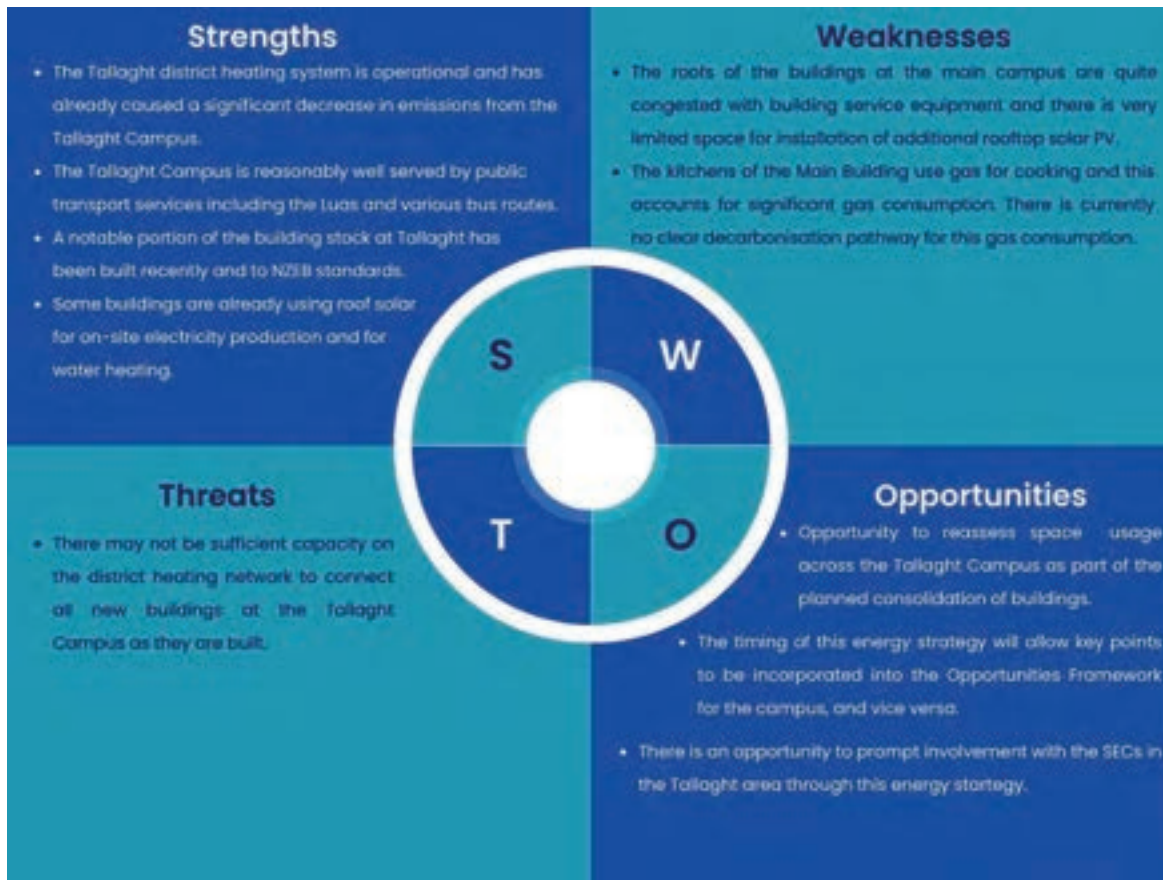 Strengths
• The Tallaght district heating system is operational and has
already caused a significant decrease in emissions from the
Tallaght Campus.
• The Tallaght Campus is reasonably well served by public
transport services including the Luas and various bus routes.
• A notable portion of the building stock at Tallaght has
been built recently and to NZEB standards.
• Some buildings are already using roof solar
for on-site electricity production and for
water heating.
Weaknesses
• The roofs of the buildings at the main campus are quite
congested with building service equipment and there is very
limited space for installation of additional rooftop solar PV.
• The kitchens of the Main Building use gas for cooking and this
accounts for significant gas consumption. There is currently
no clear decarbonisation pathway for this gas consumption.
S
W
T
O
Threats
• There may not be sufficient capacity on
the district heating network to connect
all new buildings at the Tallaght
Campus as they are built.
Opportunities
• Opportunity to reassess space usage
across the Tallaght Campus as part of the
planned consolidation of buildings.
• The timing of this energy strategy will allow key points
to be incorporated into the Opportunities Framework
for the campus, and vice versa.
• There is an opportunity to prompt involvement with the SECs in
the Tallaght area through this energy startegy.